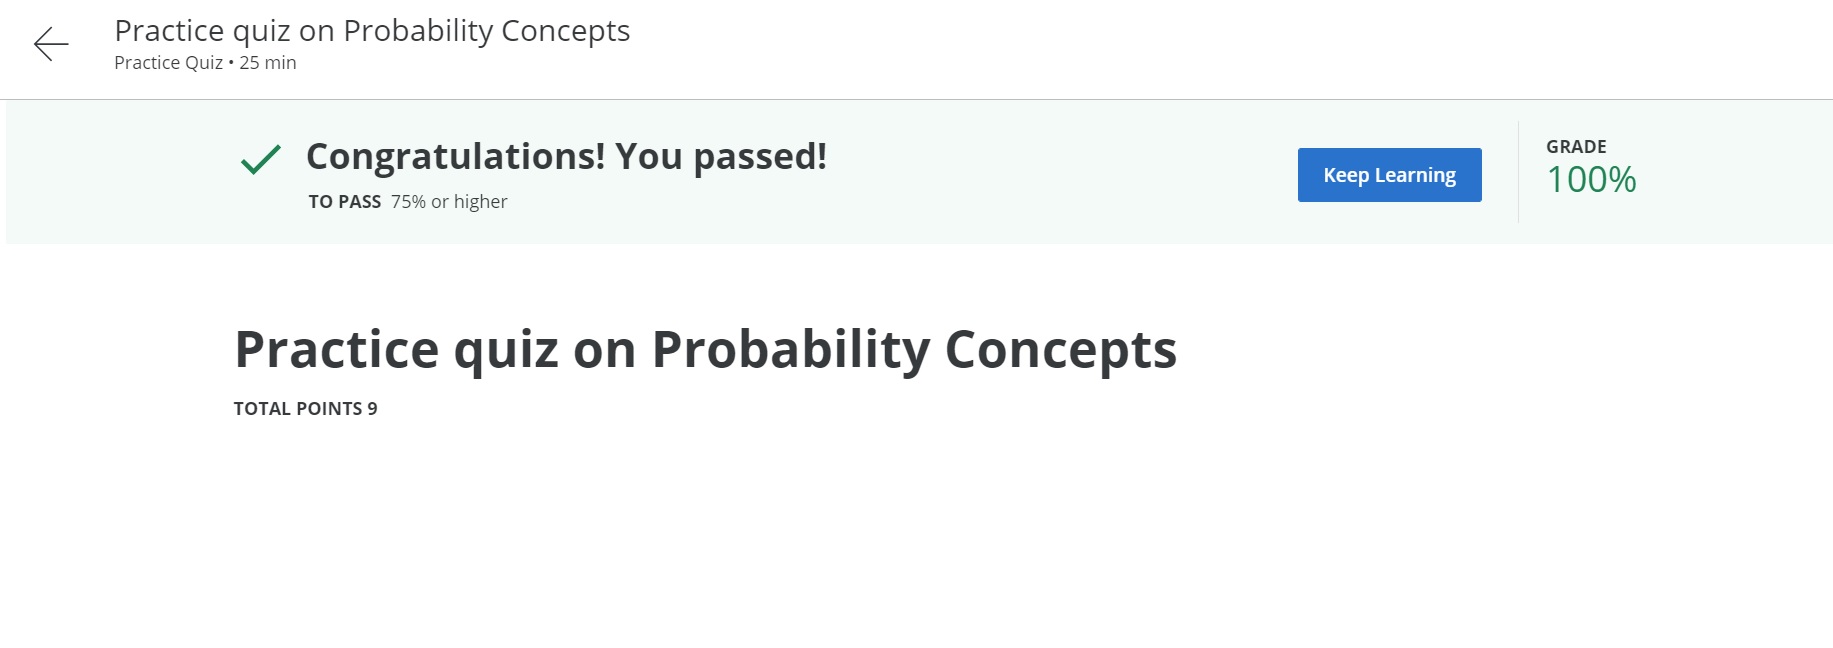 Practice quiz on Probability Concepts
Practice Quiz • 25 min
Congratulations! You passed!
TO PASS 75% or higher
Keep Learning
GRADE
100%
Practice quiz on Probability Concepts
TOTAL POINTS 9